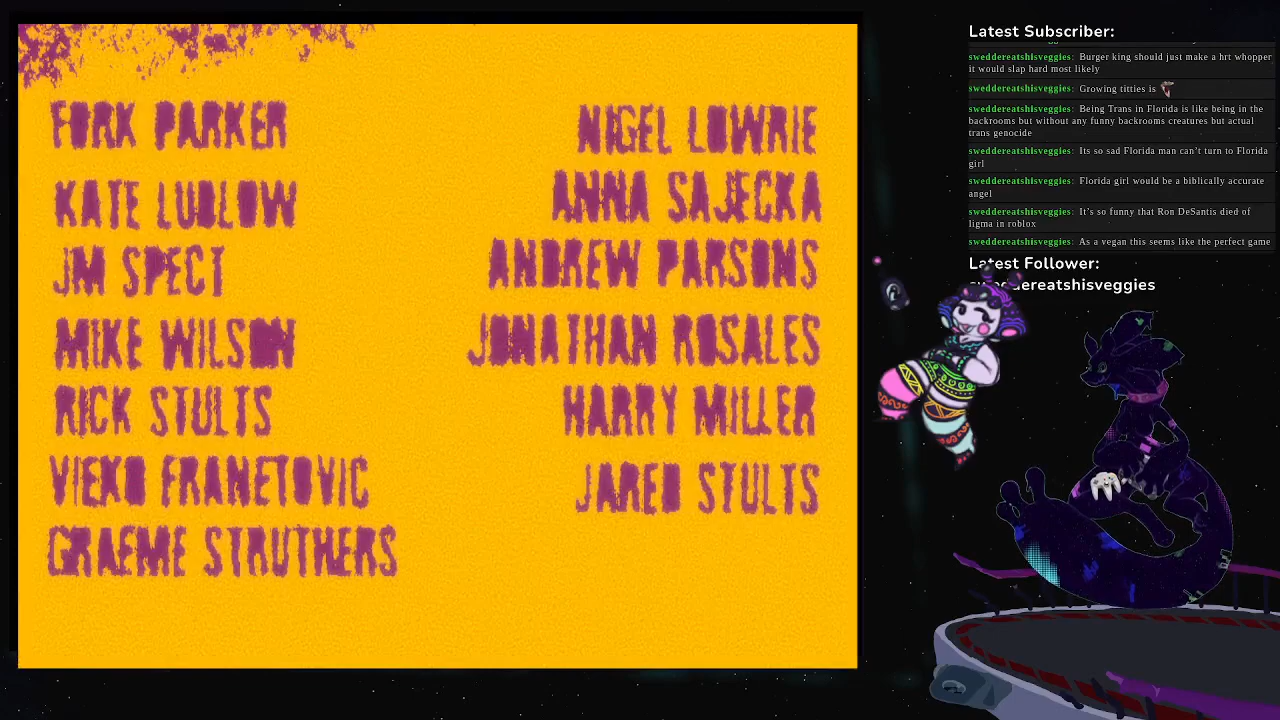 FORK PARKER
KATE LUDLOW
JM SPECT
MIKE WILSON
RICK STULTS
VIEKO FRANETOVIC
GRAEME STRUTHERS
NIGEL LOWRIE
ANNA SAJECKA
ANDREW PARSONS
JONATHAN ROSALES
HARRY MILLER
JARED STULTS
Latest Subscriber:
sweddereatshisveggies: Burger king should just make a hrt whopper
it would slap hard most likely
sweddereatshisveggies: Growing titties is
sweddereatshisveggies: Being Trans in Florida is like being in the
backrooms but without any funny backrooms creatures but actual
trans genocide
sweddereatshisveggies: Its so sad Florida man can't turn to Florida
girl
sweddereatshisveggies: Florida girl would be a biblically accurate
angel
sweddereatshisveggies: It's so funny that Ron DeSantis died of
ligma in roblox
sweddereatshisveggies: As a vegan this seems like the perfect game
Latest Follower:
sweddereatshisveggies